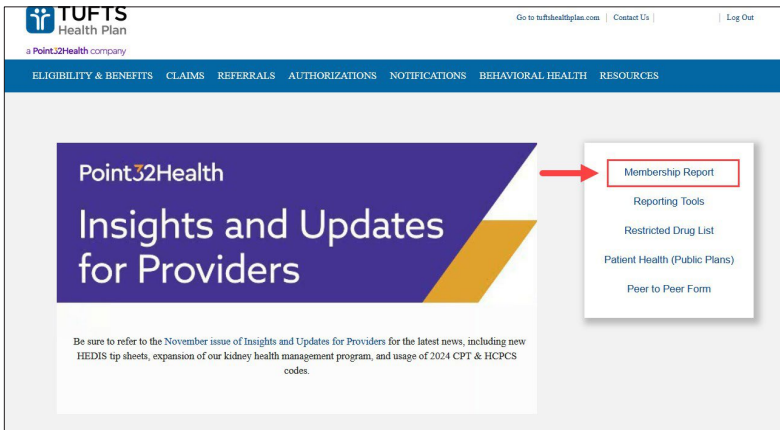 TUFTS
Health Plan
a Point32Health company
Go to tuftshealthplan.com | Contact Us | | Log Out
ELIGIBILITY & BENEFITS CLAIMS REFERRALS AUTHORIZATIONS NOTIFICATIONS BEHAVIORAL HEALTH RESOURCES
Point32Health
Insights and Updates
for Providers
Be sure to refer to the November issue of Insights and Updates for Providers for the latest news, including new
HEDIS tip sheets, expansion of our kidney health management program, and usage of 2024 CPT & HCPCS
codes.
Membership Report
Reporting Tools
Restricted Drug List
Patient Health (Public Plans)
Peer to Peer Form